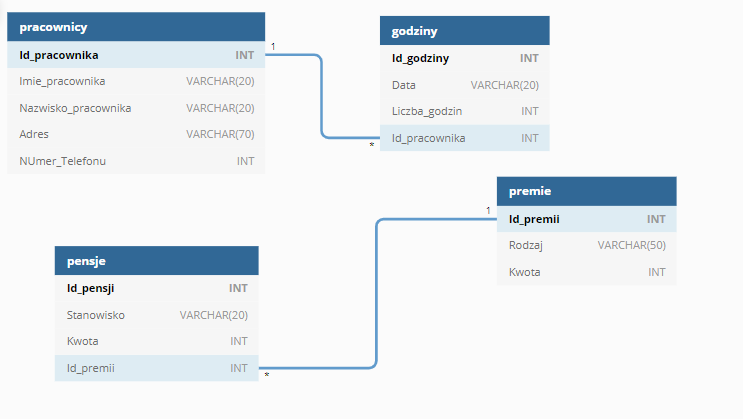 pracownicy
Id_pracownika INT
Imie_pracownika VARCHAR(20)
Nazwisko_pracownika VARCHAR(20)
Adres VARCHAR(70)
NUmer_Telefonu INT
1
godziny
Id_godziny INT
Data VARCHAR(20)
Liczba_godzin INT
Id_pracownika INT
*
premie
1
Id_premii INT
Rodzaj VARCHAR(50)
Kwota INT
pensje
Id_pensji INT
Stanowisko VARCHAR(20)
Kwota INT
Id_premii INT
*